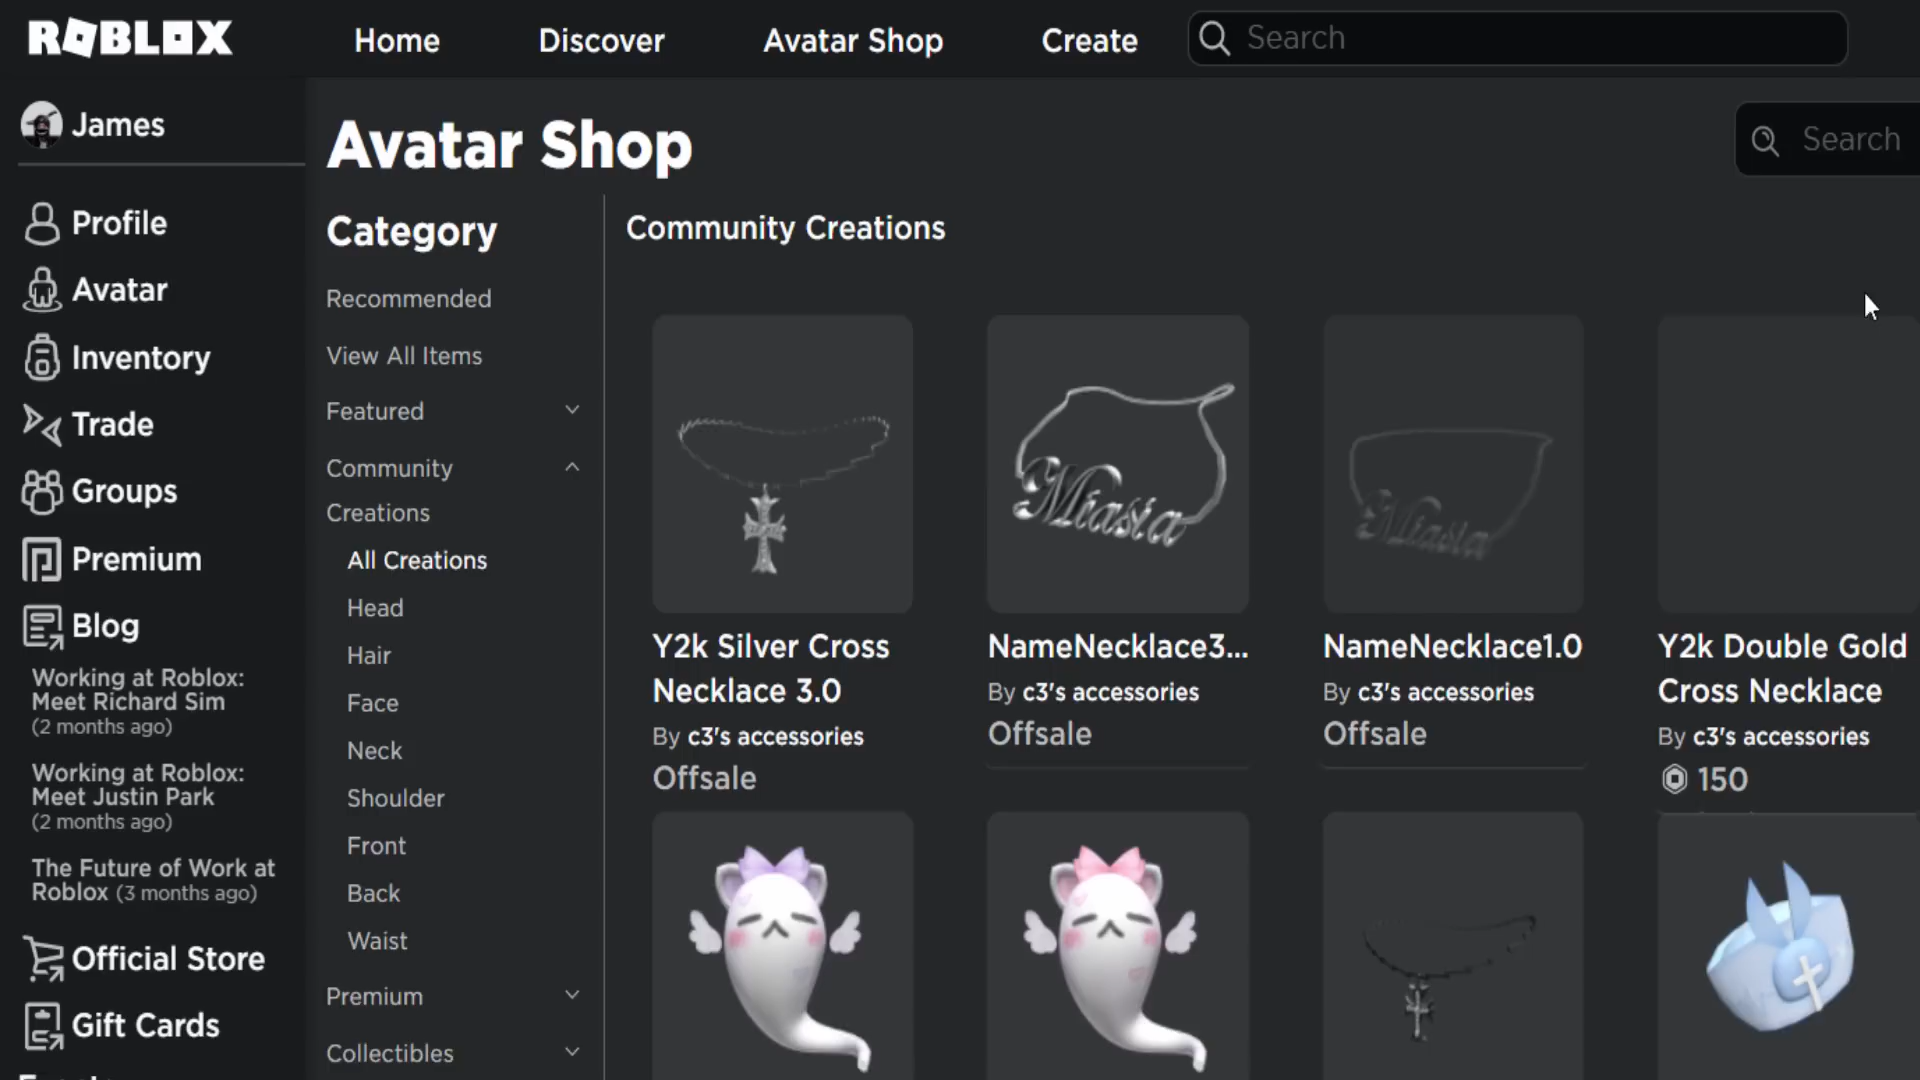 ROBLOX
Home
Discover
Avatar Shop
Create
Search
James
Profile
Avatar
Inventory
Trade
Groups
Premium
Blog
Working at Roblox:
Meet Richard Sim
(2 months ago)
Working at Roblox:
Meet Justin Park
(2 months ago)
The Future of Work at
Roblox (3 months ago)
Official Store
Gift Cards
Avatar Shop
Search
Category
Recommended
View All Items
Featured
Community
Creations
All Creations
Head
Hair
Face
Neck
Shoulder
Front
Back
Waist
Premium
Collectibles
Community Creations
Miasia
Miasia
Y2k Silver Cross
Necklace 3.0
By c3's accessories
Offsale
NameNecklace3...
By c3's accessories
Offsale
NameNecklace1.0
By c3's accessories
Offsale
Y2k Double Gold
Cross Necklace
By c3's accessories
150